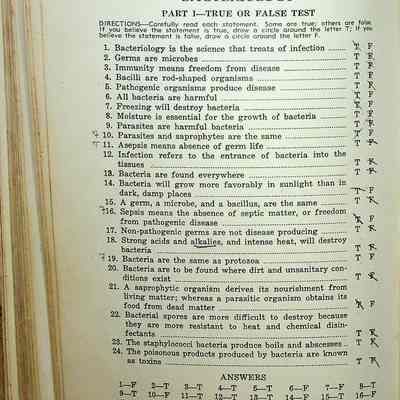 PART I—TRUE OR FALSE TEST
DIRECTIONS—Carefully read each statement. Some are true; others are false.
If you believe the statement is true, draw a circle around the letter T; if you
believe the statement is false, draw a circle around the letter F.
1. Bacteriology is the science that treats of infection T F
2. Germs are microbes T F
3. Immunity means freedom from disease T F
4. Bacilli are rod-shaped organisms T F
5. Pathogenic organisms produce disease T F
6. All bacteria are harmful T F
7. Freezing will destroy bacteria T F
8. Moisture is essential for the growth of bacteria T F
9. Parasites are harmful bacteria T F
10. Parasites and saprophytes are the same T F
11. Asepsis means absence of germ life T F
12. Infection refers to the entrance of bacteria into the
tissues T F
13. Bacteria are found everywhere T F
14. Bacteria will grow more favorably in sunlight than in
dark, damp places T F
15. A germ, a microbe, and a bacillus, are the same T F
16. Sepsis means the absence of septic matter, or freedom
from pathogenic disease T F
17. Non-pathogenic germs are not disease producing T F
18. Strong acids and alkalies, and intense heat, will destroy
bacteria T F
19. Bacteria are the same as protozoa T F
20. Bacteria are to be found where dirt and unsanitary con-
ditions exist T F
21. A saprophytic organism derives its nourishment from
living matter; whereas a parasitic organism obtains its
food from dead matter T F
22. Bacterial spores are more difficult to destroy because
they are more resistant to heat and chemical disin-
fectants T F
23. The staphylococci bacteria produce boils and abscesses T F
24. The poisonous products produced by bacteria are known
as toxins T F
ANSWERS
1—F 2—T 3—T 4—T 5—T 6—F 7—F 8—T
9—T 10—F 11—T 12—T 13—T 14—F 15—T 16—F